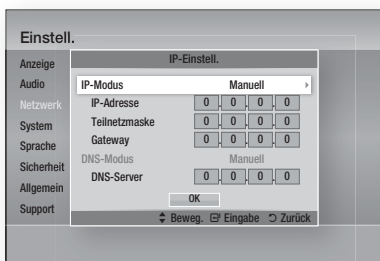 Einstell.
Anzeige
Audio
Netzwerk
System
Sprache
Sicherheit
Allgemein
Support
IP-Einstell.
IP-Modus Manuell
IP-Adresse 0 . 0 . 0 . 0
Teilnetzmaske 0 . 0 . 0 . 0
Gateway 0 . 0 . 0 . 0
DNS-Modus Manuell
DNS-Server 0 . 0 . 0 . 0
OK
Beweg. Eingabe Zurück